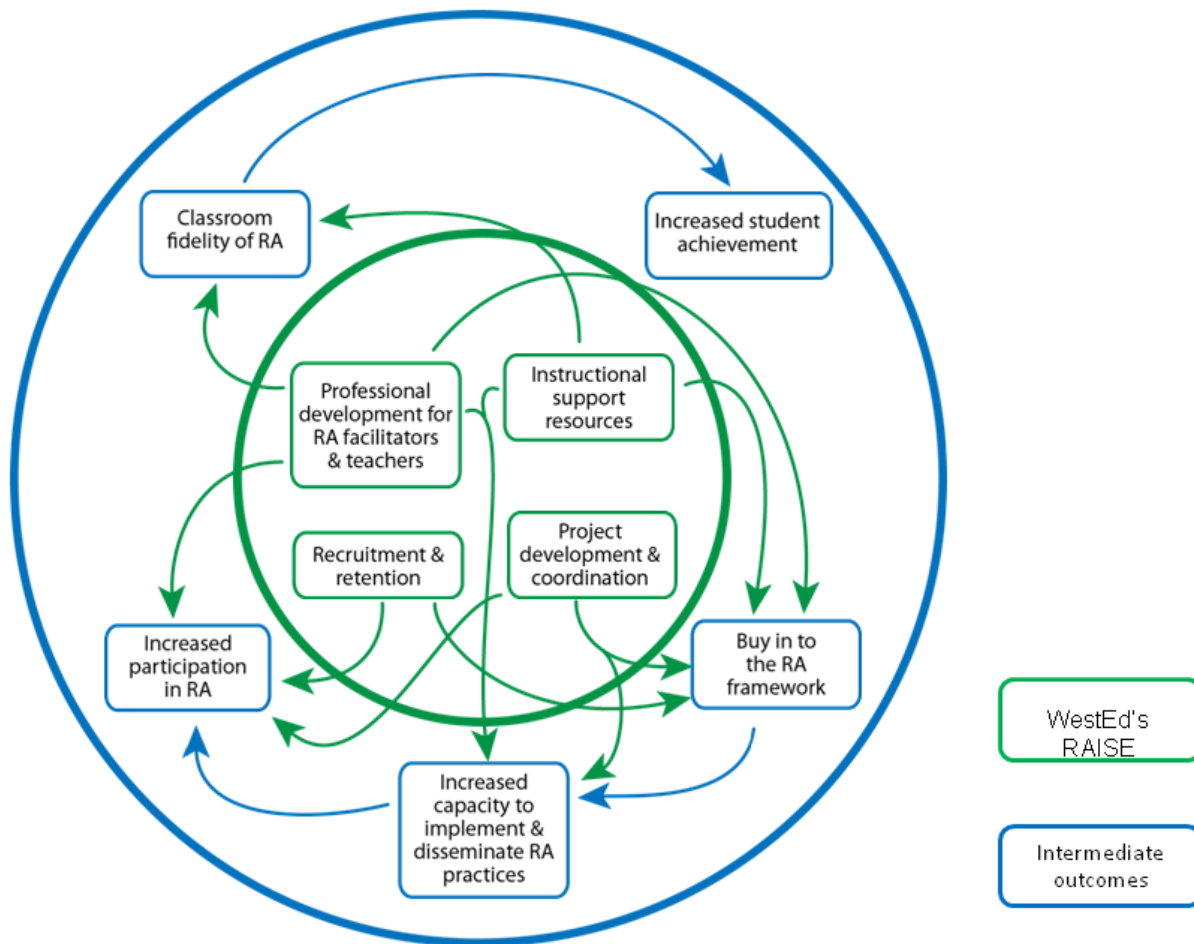 Classroom
fidelity of RA
Increased student
achievement
Professional
development for
RA facilitators
& teachers
Instructional
support
resources
Recruitment &
retention
Project
development &
coordination
Increased
participation
in RA
Buy in to
the RA
framework
Increased
capacity to
implement &
disseminate RA
practices
WestEd's
RAISE
Intermediate
outcomes